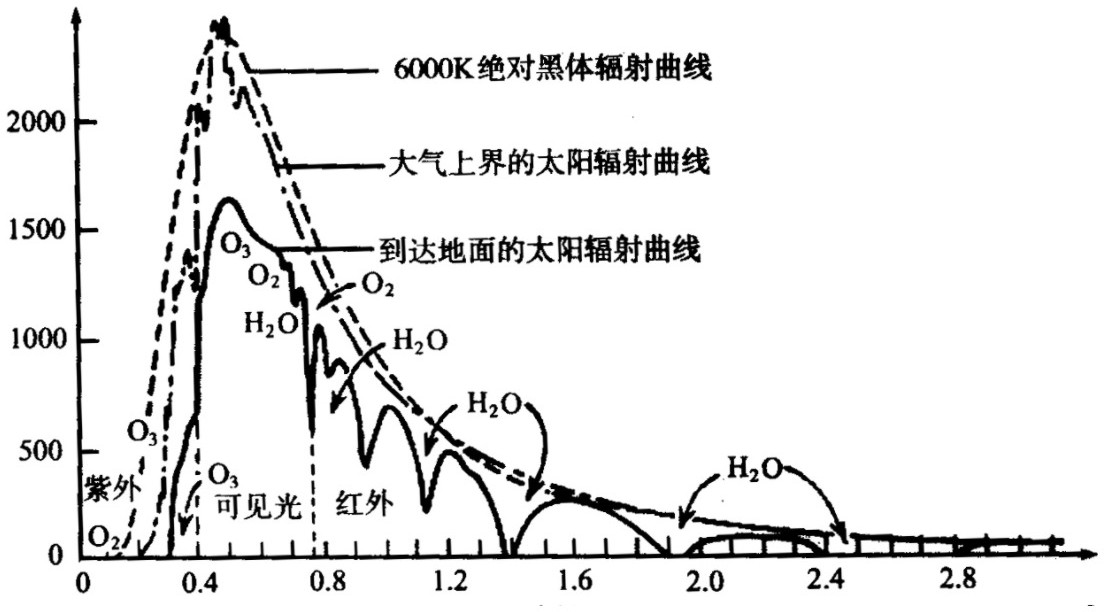 6000K绝对黑体辐射曲线
2000
大气上界的太阳辐射曲线
1500
O₃
到达地面的太阳辐射曲线
O₂
O₂
H₂O
1000
H₂O
H₂O
O₃
500
H₂O
紫外
O₃
可见光
红外
O₂
0
0
0.4
0.8
1.2
1.6
2.0
2.4
2.8